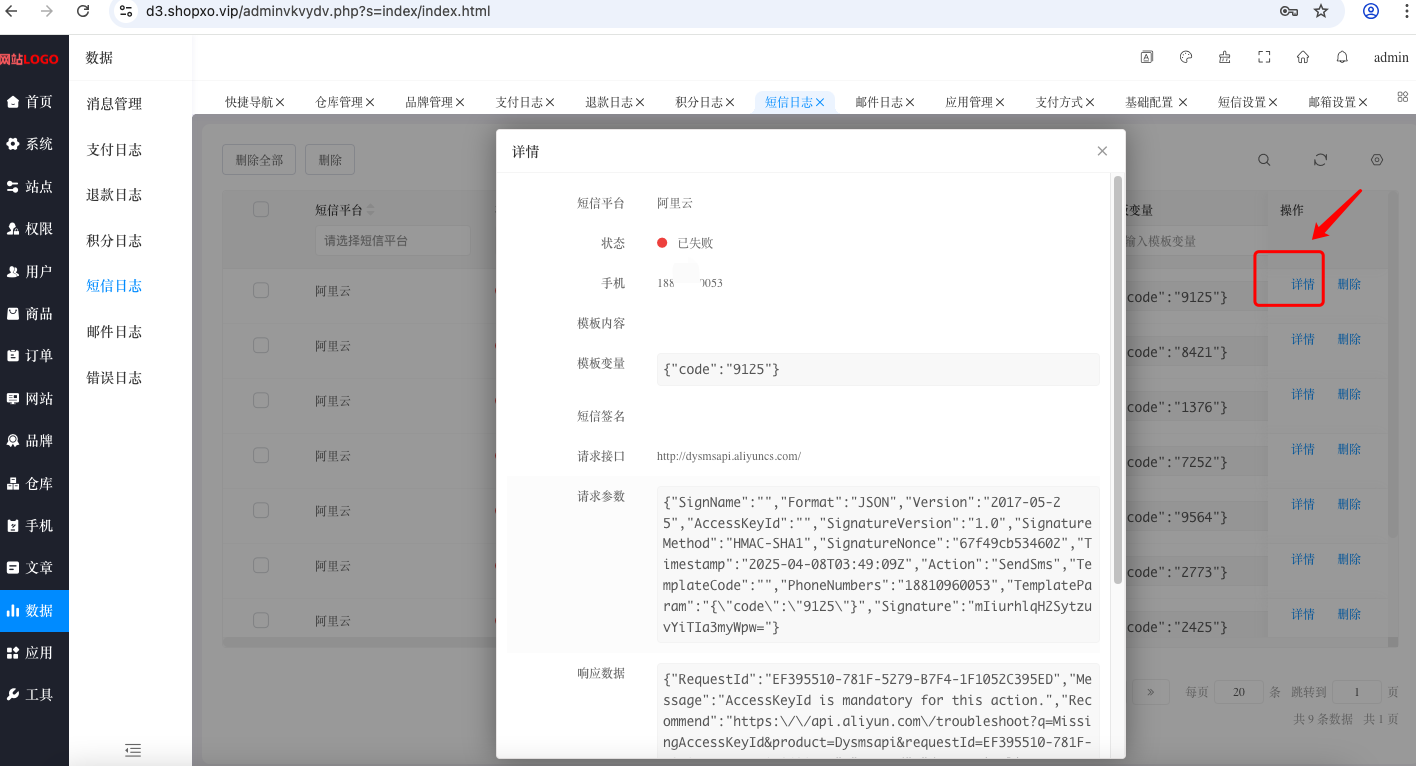 d3.shopxo.vip/adminvkvydv.php?s=index/index.html
网站LOGO
数据
admin
首页
系统
站点
权限
用户
商品
订单
网站
品牌
仓库
手机
文章
数据
应用
工具
消息管理
支付日志
退款日志
积分日志
短信日志
邮件日志
错误日志
快捷导航 仓库管理 品牌管理 支付日志 退款日志 积分日志 短信日志 邮件日志 应用管理 支付方式 基础配置 短信设置 邮箱设置
删除全部 删除
短信平台
请选择短信平台
阿里云
阿里云
阿里云
阿里云
阿里云
阿里云
阿里云
详情
短信平台 阿里云
状态 已失败
手机 188 0053
模板内容
模板变量 {"code":"9125"}
短信签名
请求接口 http://dysmsapi.aliyuncs.com/
请求参数 {"SignName":"","Format":"JSON","Version":"2017-05-2
5","AccessKeyId":"","SignatureVersion":"1.0","Signature
Method":"HMAC-SHA1","SignatureNonce":"67f49cb534602","T
imestamp":"2025-04-08T03:49:09Z","Action":"SendSms","Te
mplateCode":"","PhoneNumbers":"18810960053","TemplatePa
ram":"{\"code\":\"9125\"}","Signature":"mIiurhlqH2Sytzu
vYiTIa3myWpw="}
响应数据 {"RequestId":"EF395510-781F-5279-B7F4-1F1052C395ED","Me
ssage":"AccessKeyId is mandatory for this action.","Rec
ommend":"https:\/\/api.aliyun.com\/troubleshoot?q=Missi
ngAccessKeyId&product=Dysmsapi&requestId=EF395510-781F-
变量 操作
输入模板变量
code":"9125"} 详情 删除
code":"8421"} 详情 删除
code":"1376"} 详情 删除
code":"7252"} 详情 删除
code":"9564"} 详情 删除
code":"2773"} 详情 删除
code":"2425"} 详情 删除
» 每页 20 条 跳转到 1 页
共 9 条数据 共 1 页